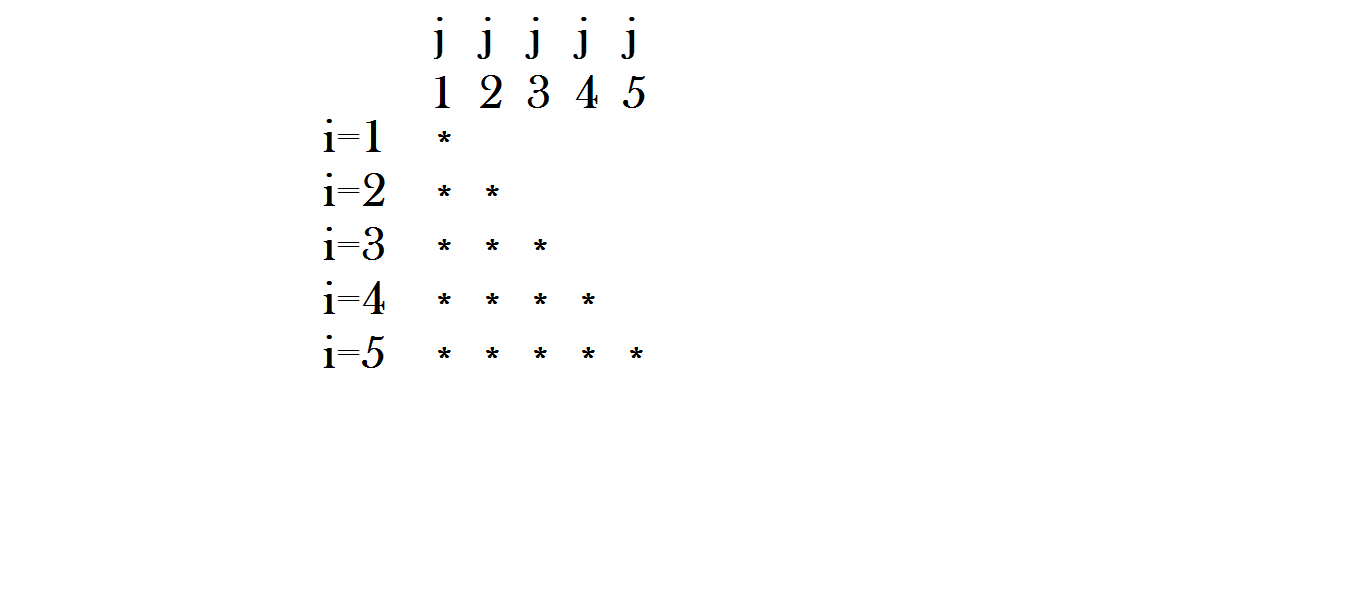 j j j j j
1 2 3 4 5
i=1 *
i=2 * *
i=3 * * *
i=4 * * * *
i=5 * * * * *